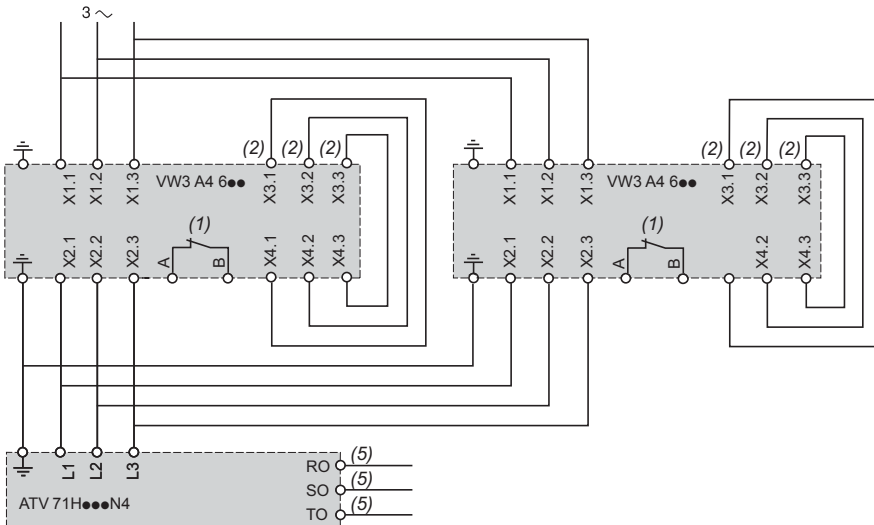 3 ~
(2) (2) (2)
(2) (2) (2)
X1.1 X1.2 X1.3
VW3 A4 6●●
X3.1 X3.2 X3.3
X1.1 X1.2 X1.3
VW3 A4 6●●
X3.1 X3.2 X3.3
(1)
(1)
X2.1 X2.2 X2.3
A B
X4.1 X4.2 X4.3
X2.1 X2.2 X2.3
A B
X4.2 X4.3
L1 L2 L3
RO (5)
SO (5)
ATV 71H●●●N4
TO (5)